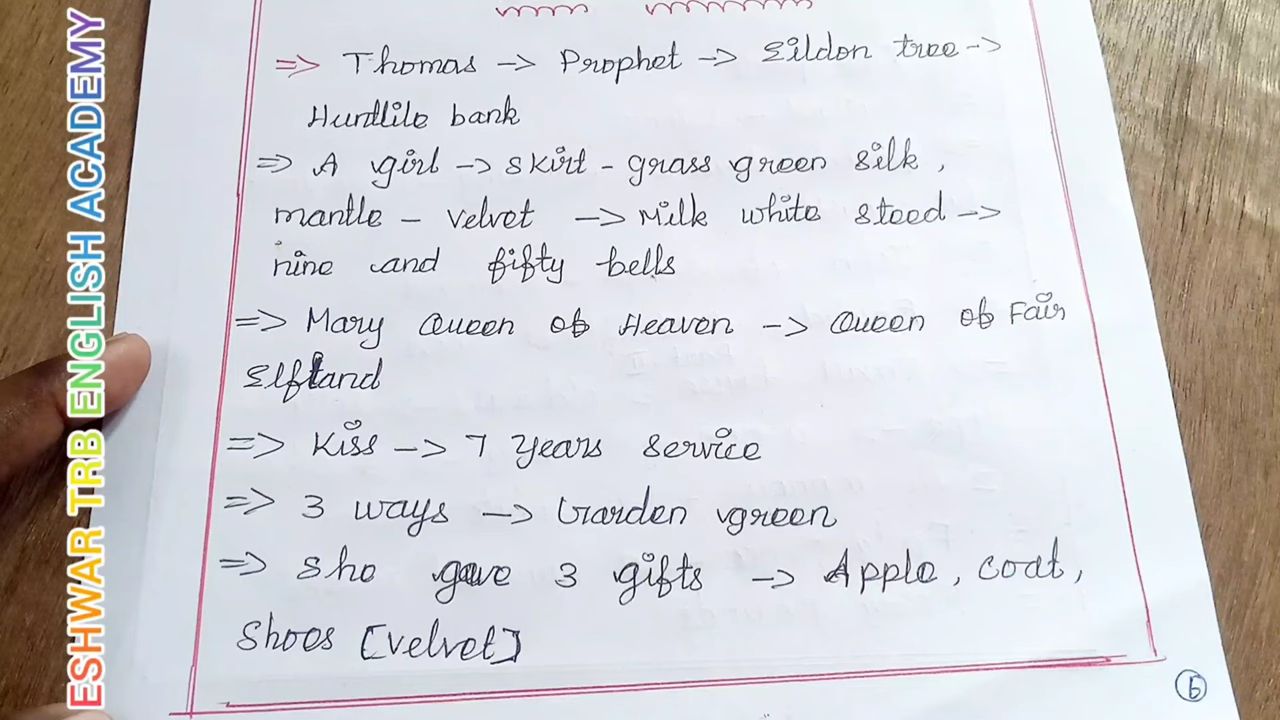 ESHWAR TRB ENGLISH ACADEMY
=> Thomas -> Prophet -> Eildon tree ->
Huntlile bank
=> A girl -> skirt - grass green silk,
mantle - velvet -> Milk white steed ->
nine and fifty bells
=> Mary Queen of Heaven -> Queen of Fair
Elfland
=> Kiss -> 7 years service
=> 3 ways -> Garden green
=> She gave 3 gifts -> Apple, coat,
Shoes [velvet]
5